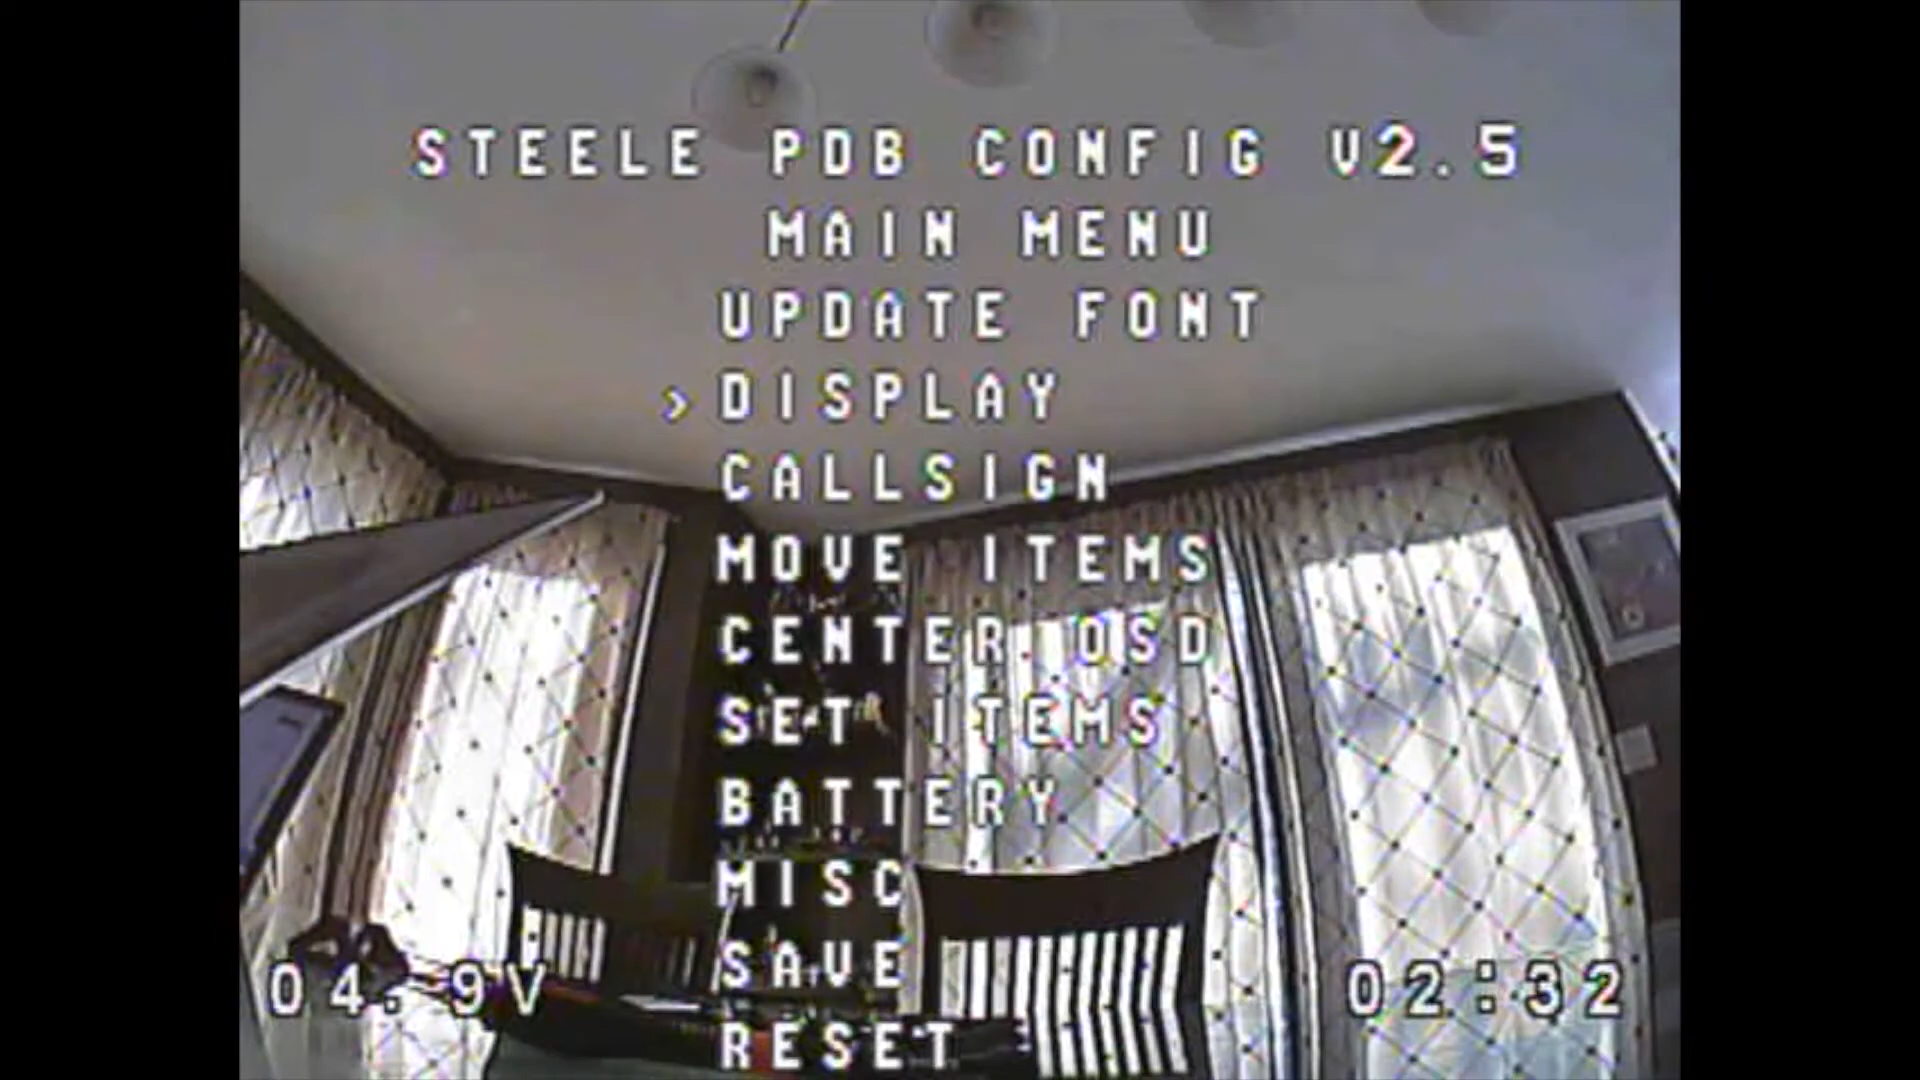 STEELE PDB CONFIG V2.5
MAIN MENU
UPDATE FONT
> DISPLAY
CALLSIGN
MOVE ITEMS
CENTER OSD
SET ITEMS
BATTERY
MISC
SAVE
04.9V 02:32
RESET